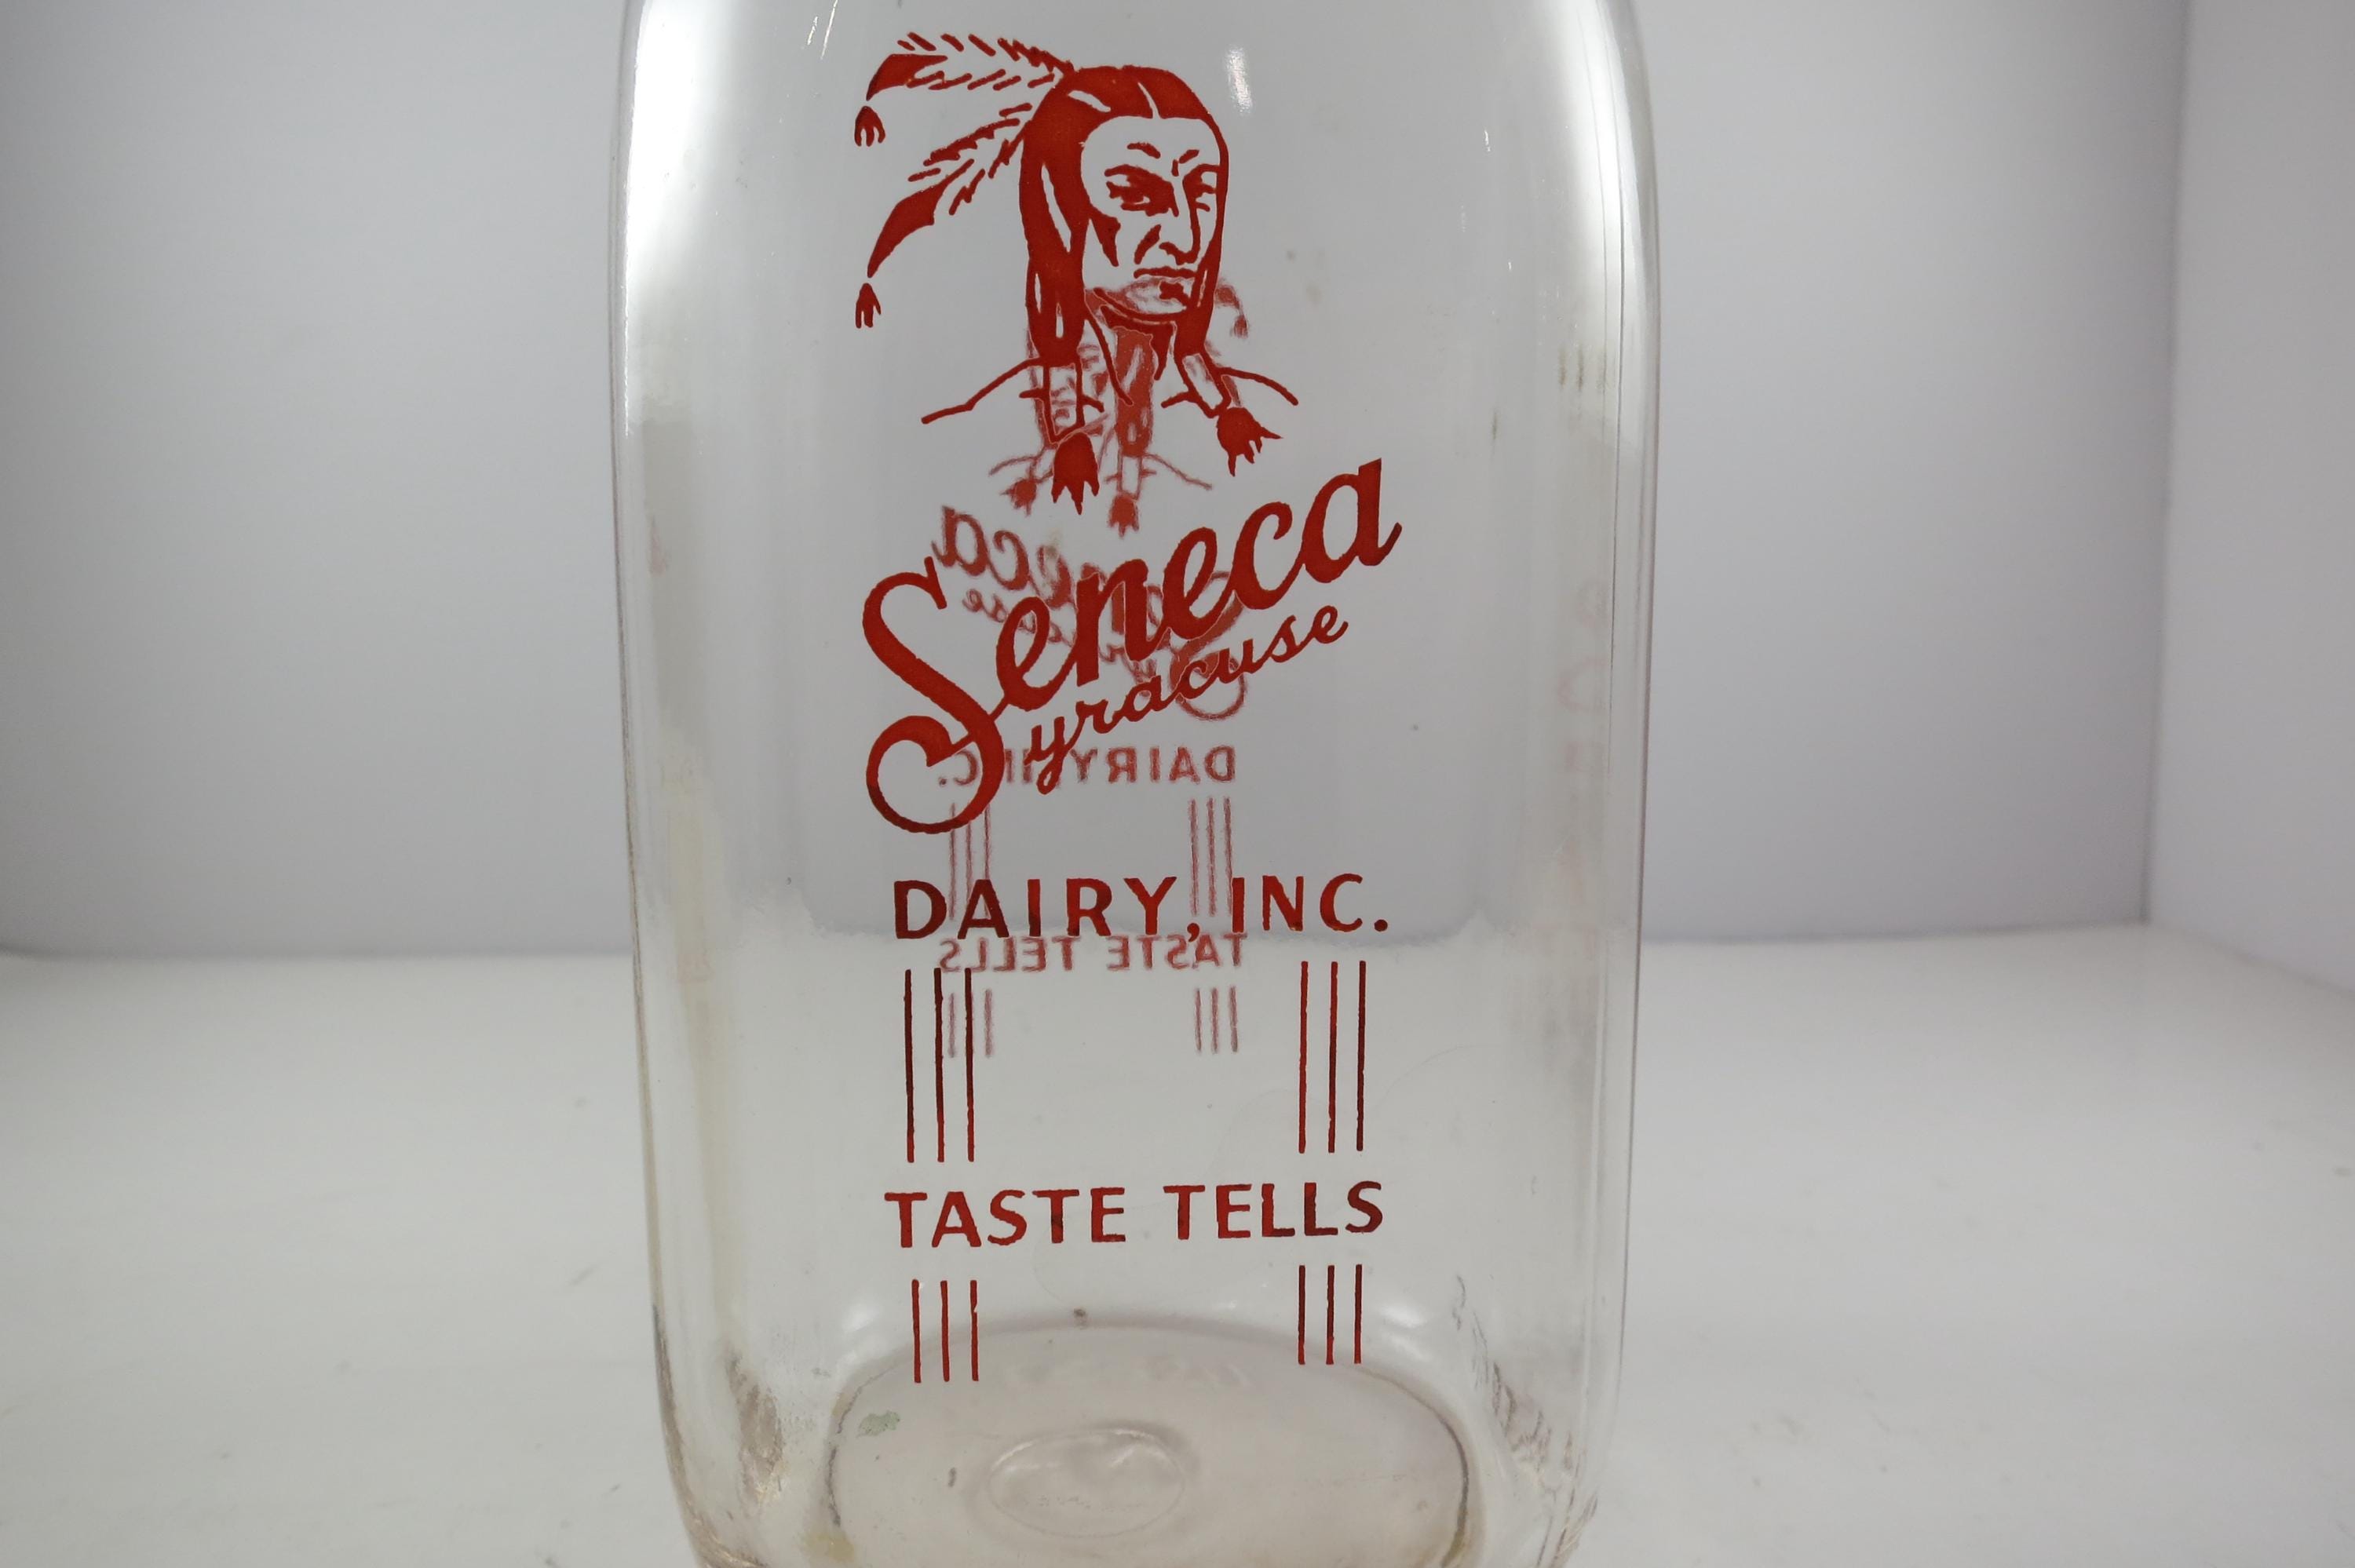 Seneca
Syracuse
DAIRY, INC.
TASTE TELLS